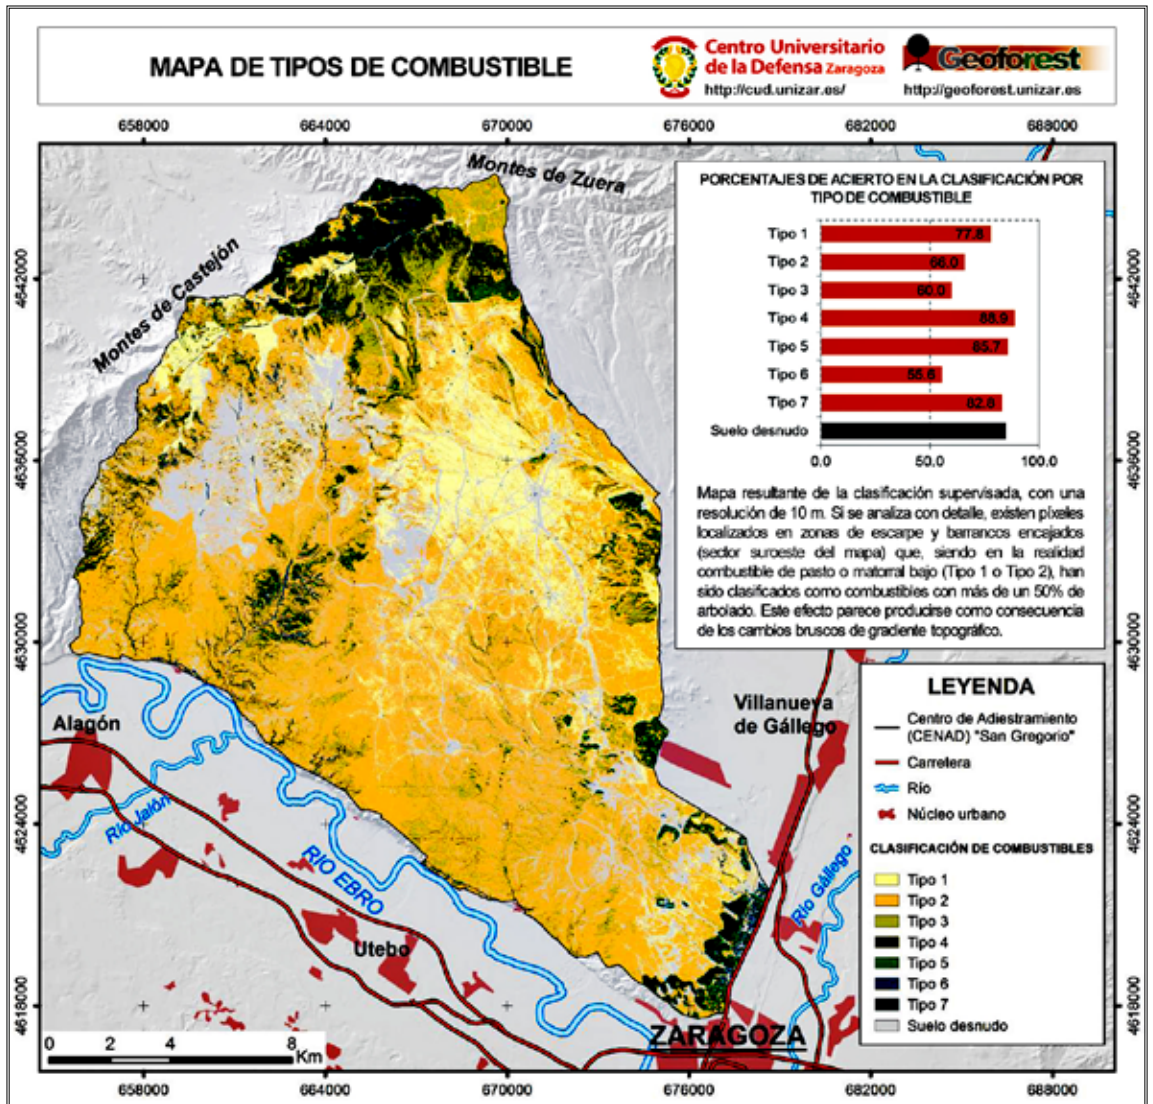 MAPA DE TIPOS DE COMBUSTIBLE
Centro Universitario
de la Defensa Zaragoza
http://cud.unizar.es/
Geoforest
http://geoforest.unizar.es
658000 664000 670000 676000 682000 688000
4642000
4636000
4630000
4624000
4618000
Montes de Zuera
Montes de Castejón
PORCENTAJES DE ACIERTO EN LA CLASIFICACIÓN POR
TIPO DE COMBUSTIBLE
Tipo 1 77.8
Tipo 2 66.0
Tipo 3 60.0
Tipo 4 88.9
Tipo 5 85.7
Tipo 6 55.6
Tipo 7 82.8
Suelo desnudo
0.0 50.0 100.0
Mapa resultante de la clasificación supervisada, con una
resolución de 10 m. Si se analiza con detalle, existen píxeles
localizados en zonas de escarpe y barrancos encajados
(sector suroeste del mapa) que, siendo en la realidad
combustible de pasto o matorral bajo (Tipo 1 o Tipo 2), han
sido clasificados como combustibles con más de un 50% de
arbolado. Este efecto parece producirse como consecuencia
de los cambios bruscos de gradiente topográfico.
Alagón
Río Jalón
RIO EBRO
Utebo
ZARAGOZA
Villanueva
de Gállego
Río Gállego
LEYENDA
Centro de Adiestramiento
(CENAD) "San Gregorio"
Carretera
Río
Núcleo urbano
CLASIFICACIÓN DE COMBUSTIBLES
Tipo 1
Tipo 2
Tipo 3
Tipo 4
Tipo 5
Tipo 6
Tipo 7
Suelo desnudo
0 2 4 8
Km
4642000
4636000
4630000
4624000
4618000
658000 664000 670000 676000 682000 688000